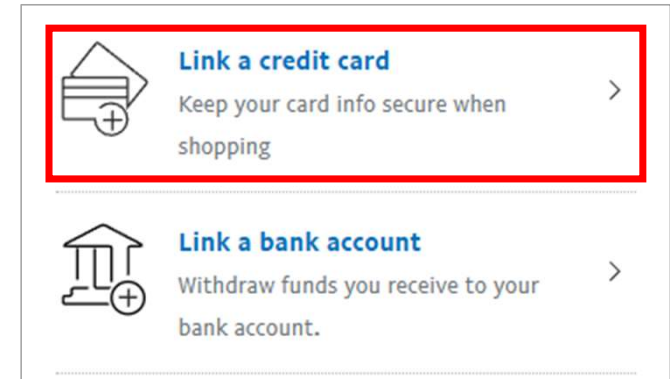 Link a credit card
Keep your card info secure when
shopping
Link a bank account
Withdraw funds you receive to your
bank account.